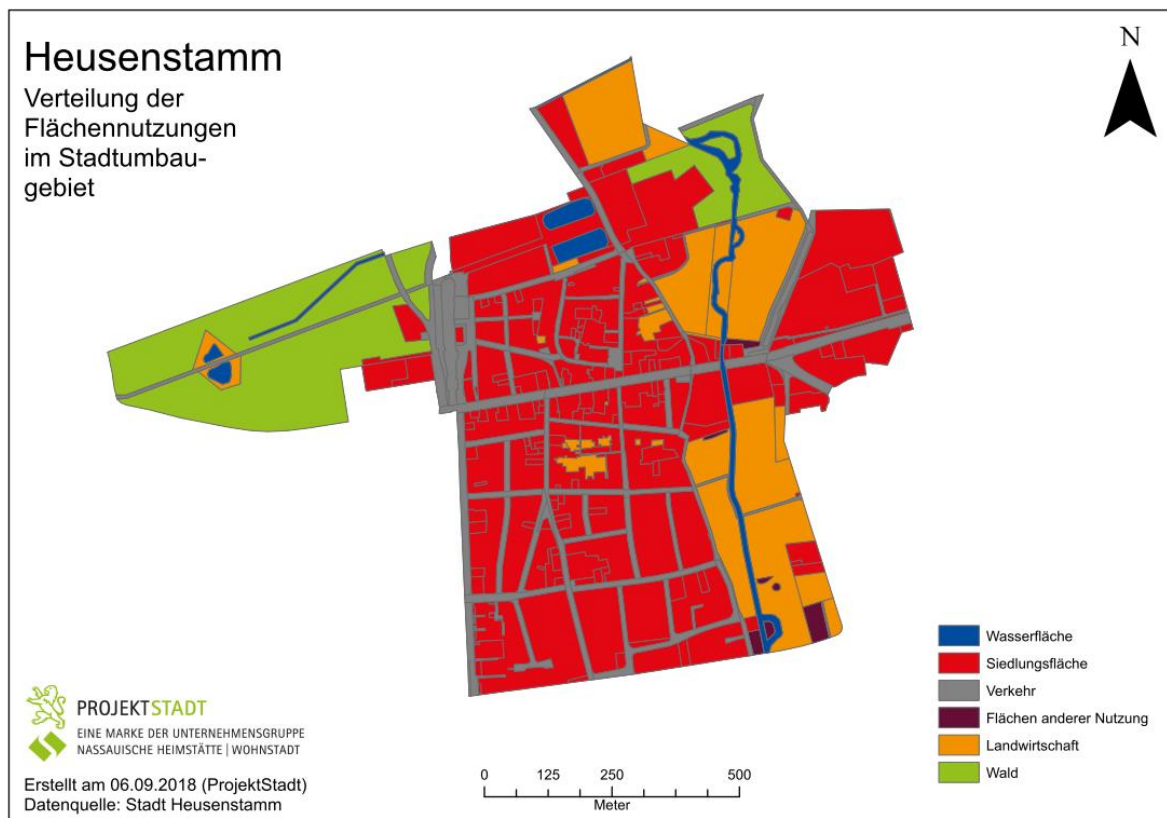 Heusenstamm
Verteilung der
Flächennutzungen
im Stadtumbau-
gebiet
N
Wasserfläche
Siedlungsfläche
Verkehr
Flächen anderer Nutzung
Landwirtschaft
Wald
PROJEKTSTADT
EINE MARKE DER UNTERNEHMENSGRUPPE
NASSAUISCHE HEIMSTÄTTE | WOHNSTADT
Erstellt am 06.09.2018 (ProjektStadt)
Datenquelle: Stadt Heusenstamm
0 125 250 500
Meter